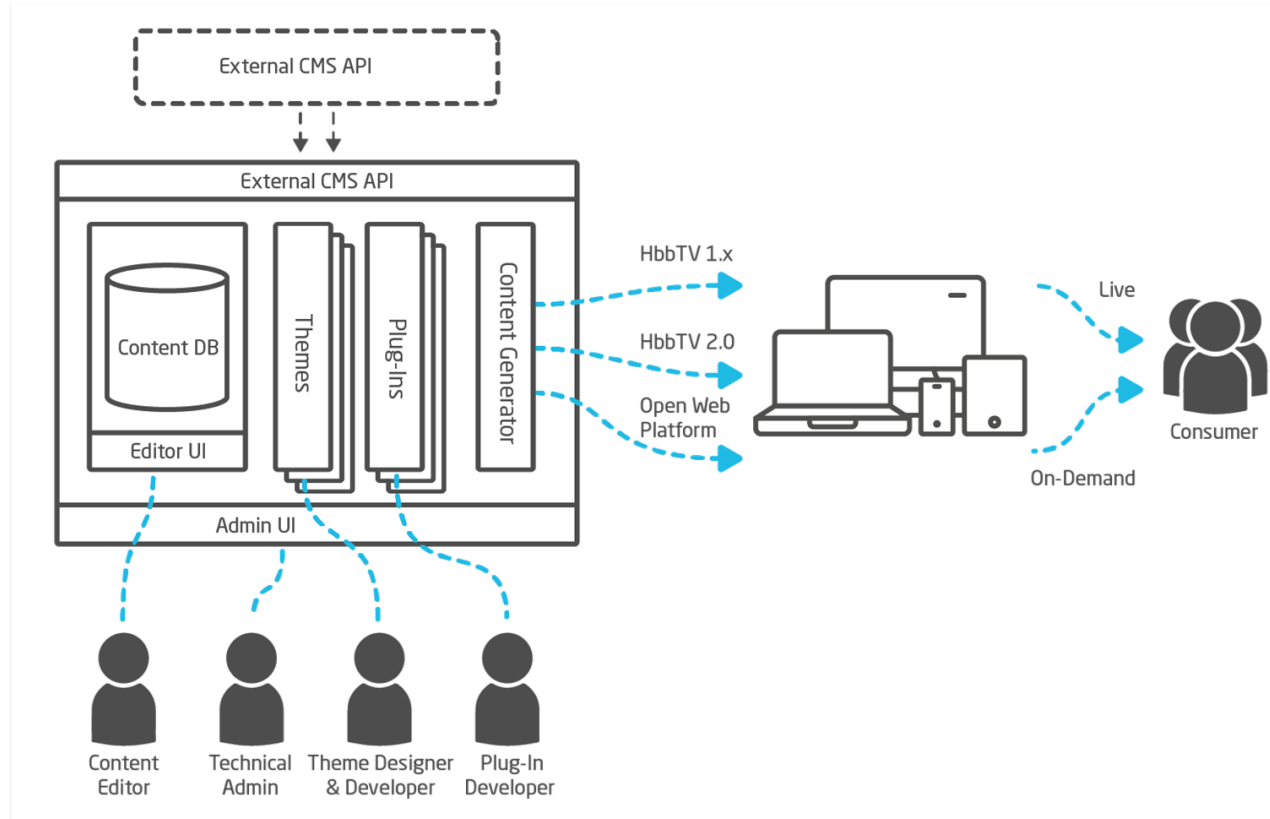 External CMS API
External CMS API
Content DB
Editor UI
Themes
Plug-Ins
Content Generator
Admin UI
HbbTV 1.x
HbbTV 2.0
Open Web
Platform
Live
On-Demand
Consumer
Content
Editor
Technical
Admin
Theme Designer
& Developer
Plug-In
Developer